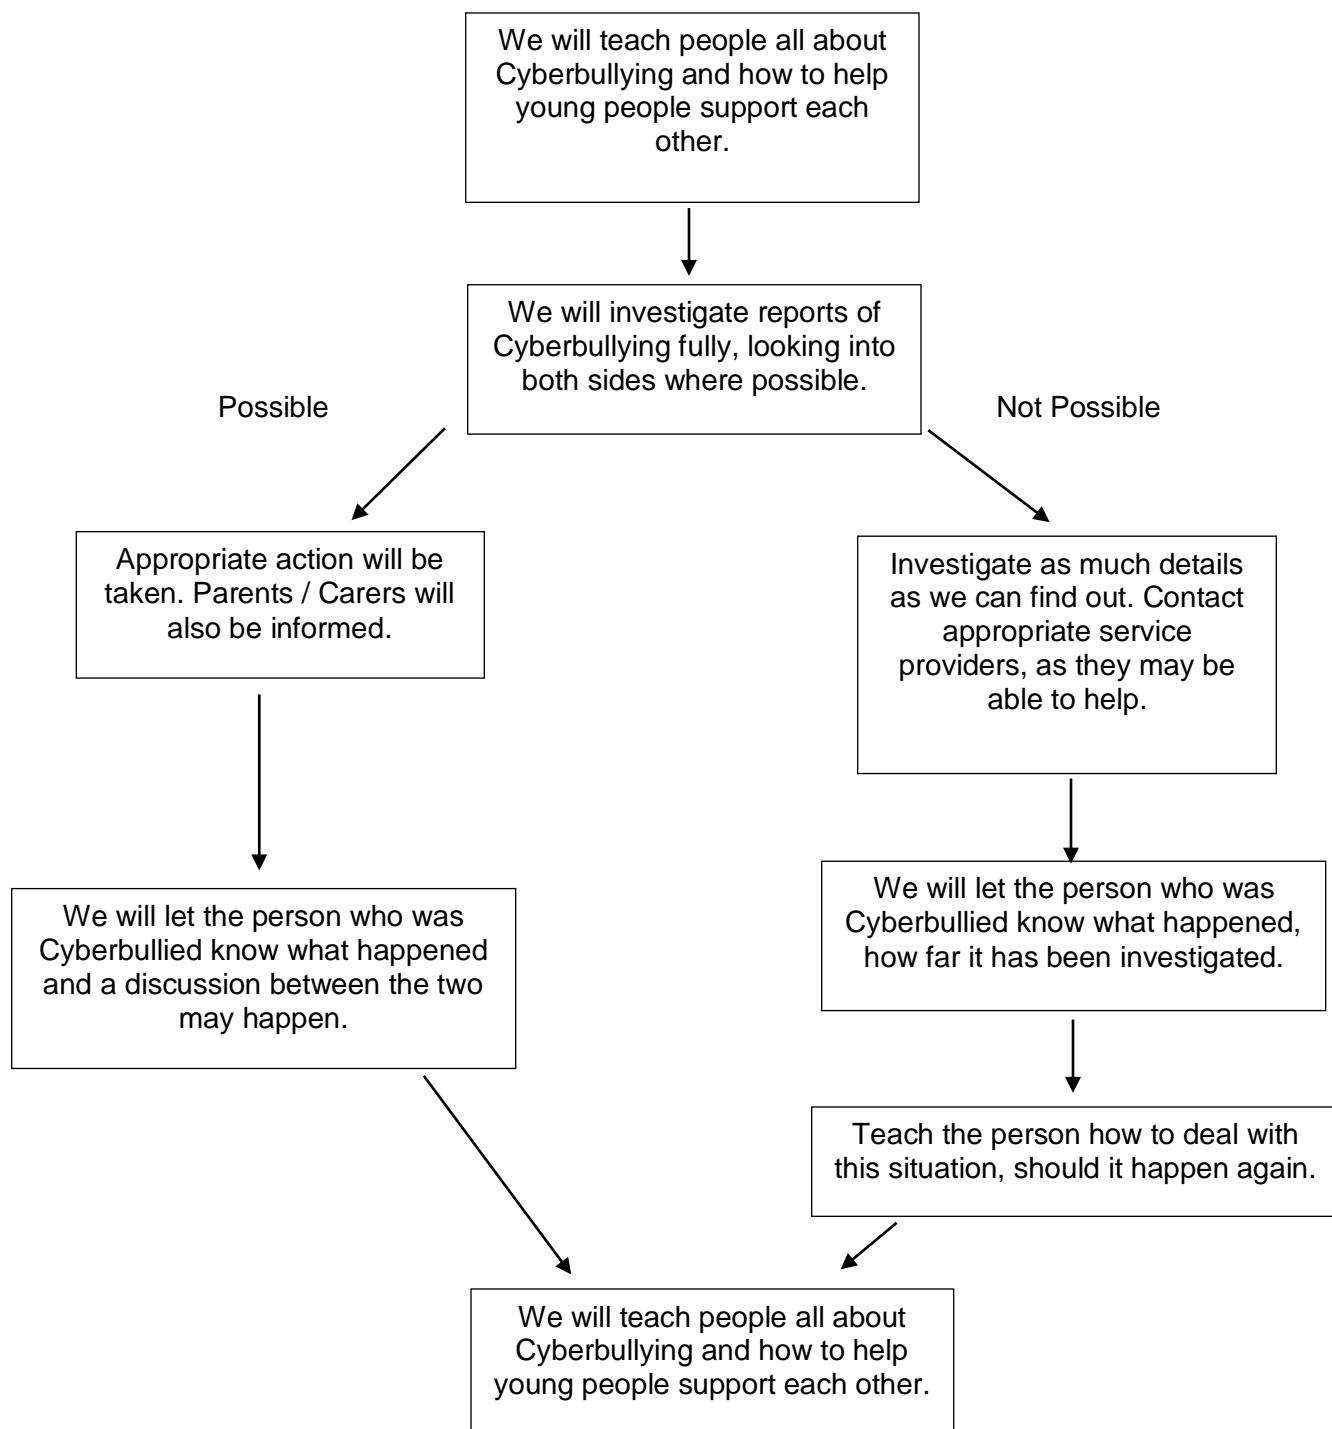 We will teach people all about
Cyberbullying and how to help
young people support each
other.
We will investigate reports of
Cyberbullying fully, looking into
both sides where possible.
Possible
Not Possible
Appropriate action will be
taken. Parents / Carers will
also be informed.
Investigate as much details
as we can find out. Contact
appropriate service
providers, as they may be
able to help.
We will let the person who was
Cyberbullied know what happened
and a discussion between the two
may happen.
We will let the person who was
Cyberbullied know what happened,
how far it has been investigated.
Teach the person how to deal with
this situation, should it happen again.
We will teach people all about
Cyberbullying and how to help
young people support each other.